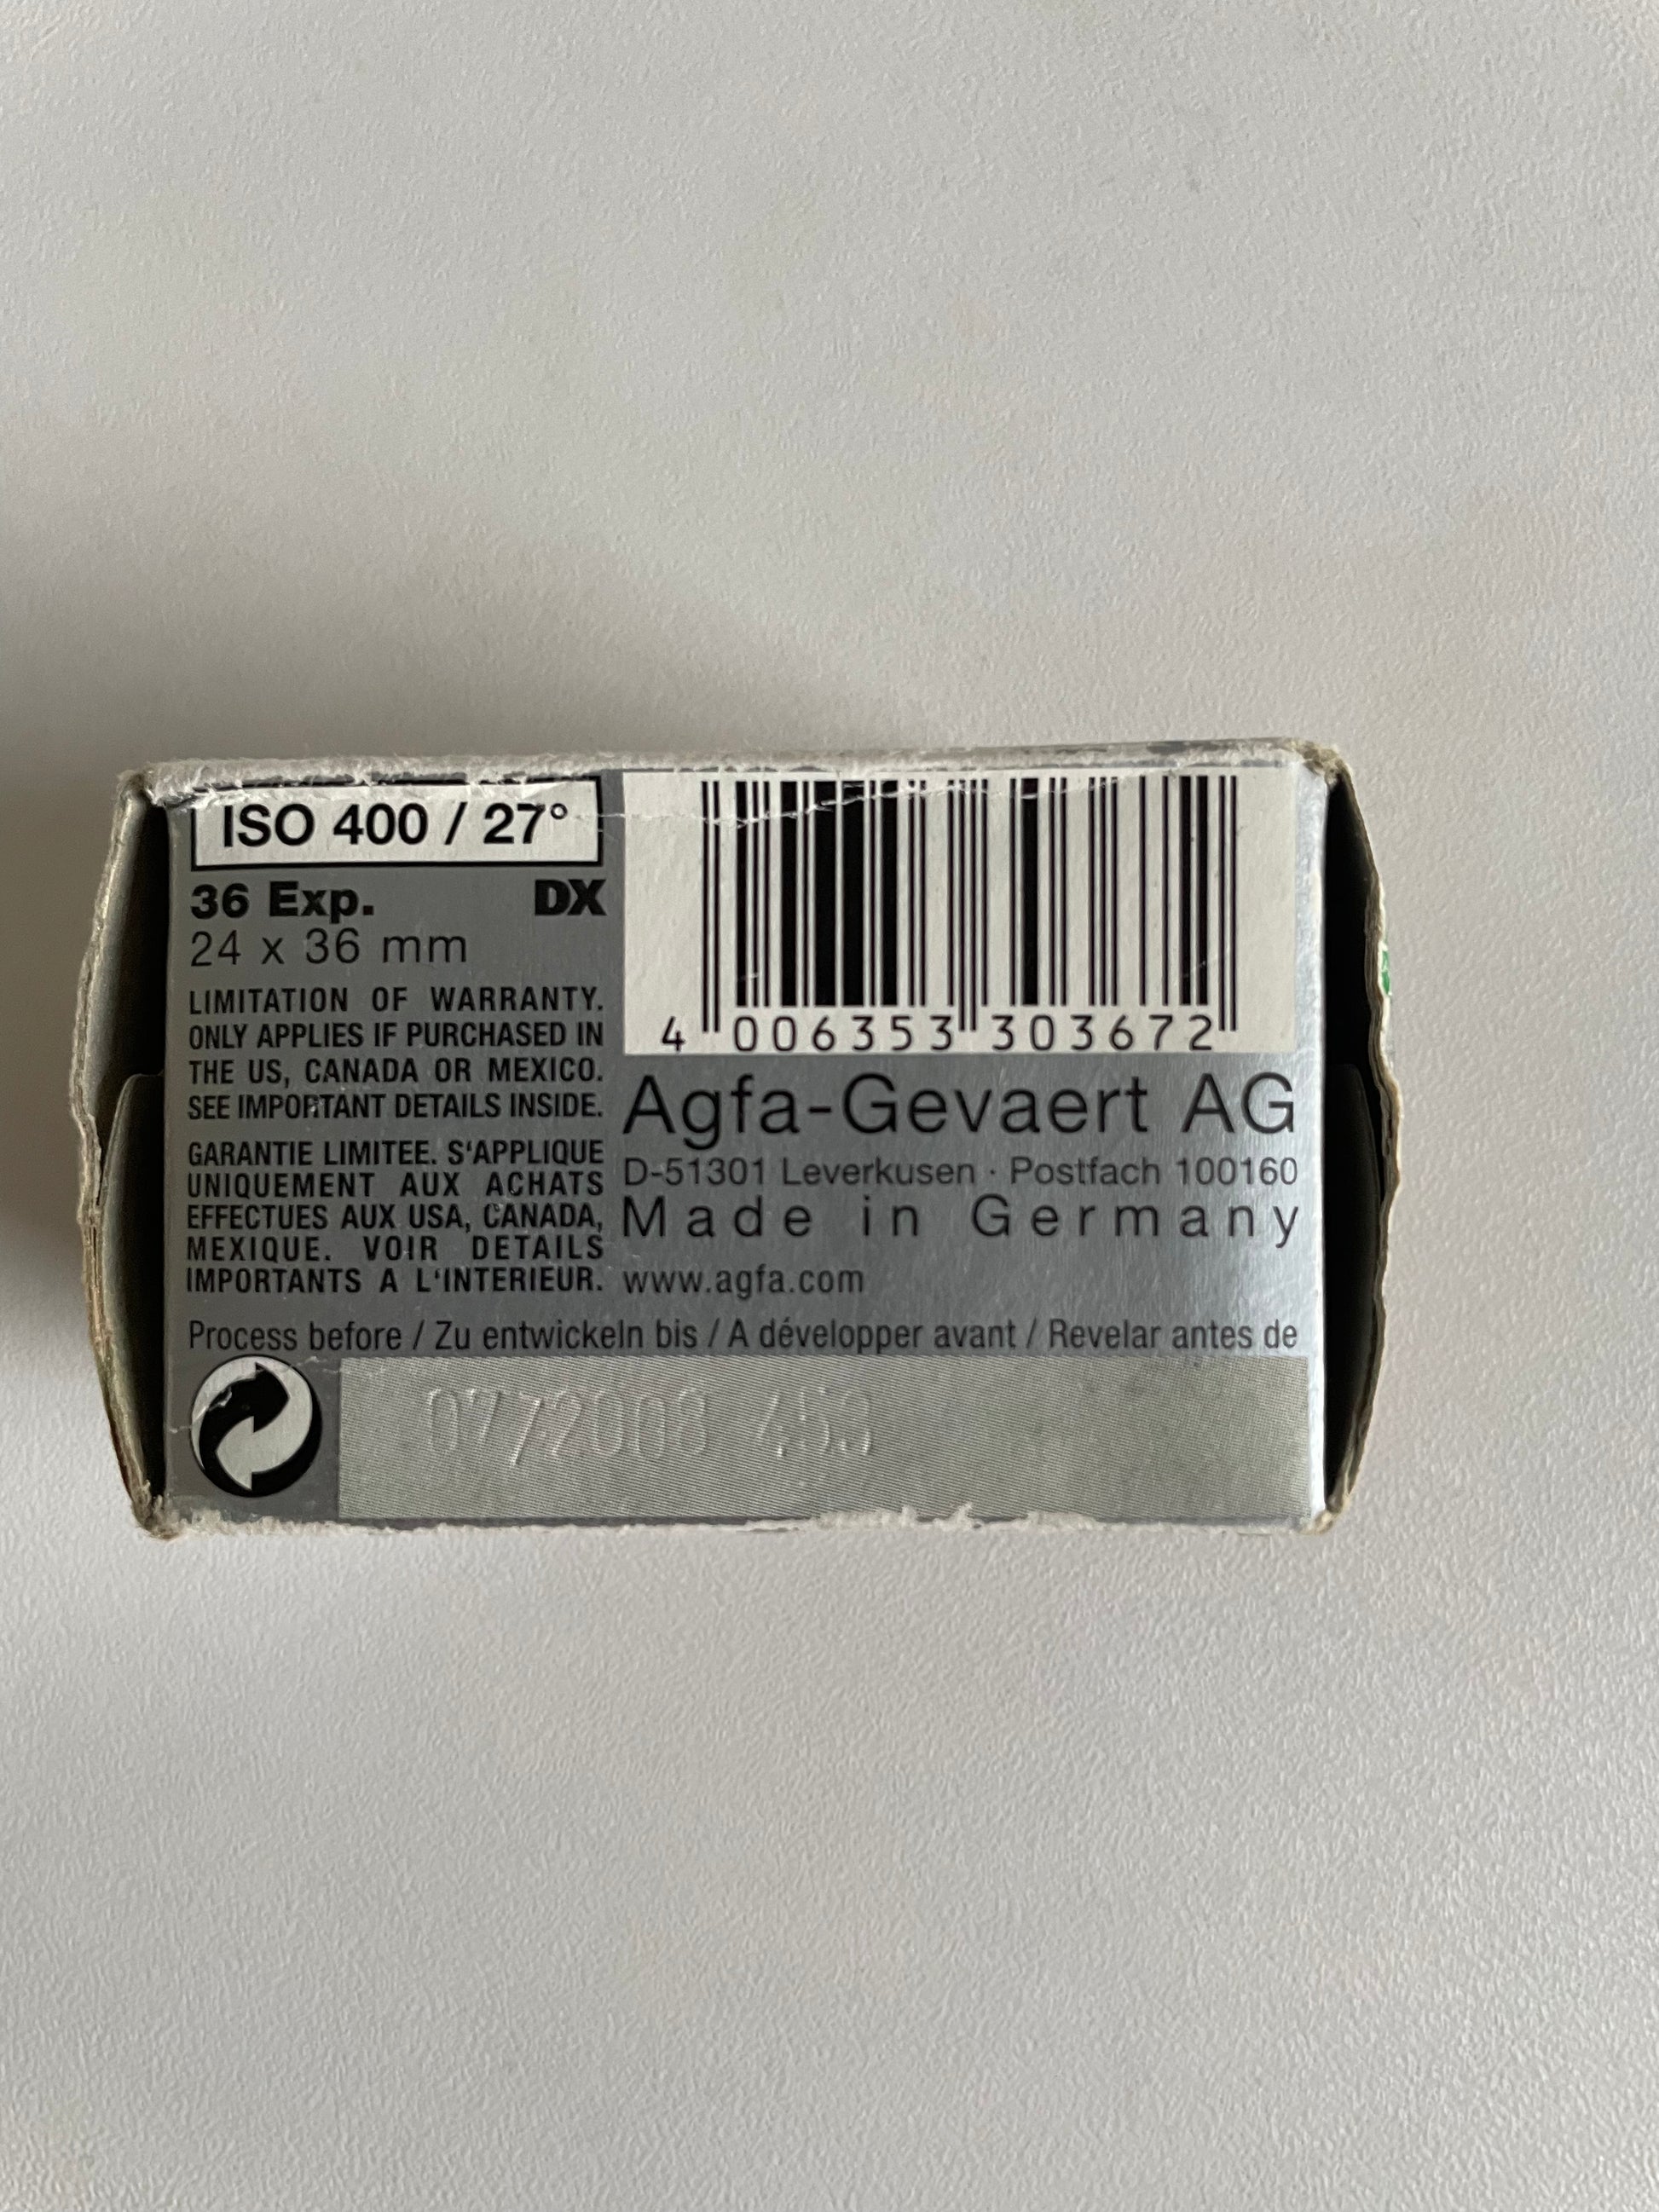 ISO 400 / 27°
36 Exp. DX
24 x 36 mm
LIMITATION OF WARRANTY.
ONLY APPLIES IF PURCHASED IN
THE US, CANADA OR MEXICO.
SEE IMPORTANT DETAILS INSIDE.
GARANTIE LIMITEE. S'APPLIQUE
UNIQUEMENT AUX ACHATS
EFFECTUES AUX USA, CANADA,
MEXIQUE. VOIR DETAILS
IMPORTANTS A L'INTERIEUR.
4 006353 303672
Agfa-Gevaert AG
D-51301 Leverkusen · Postfach 100160
Made in Germany
www.agfa.com
Process before / Zu entwickeln bis / A développer avant / Revelar antes de
07/2003 453